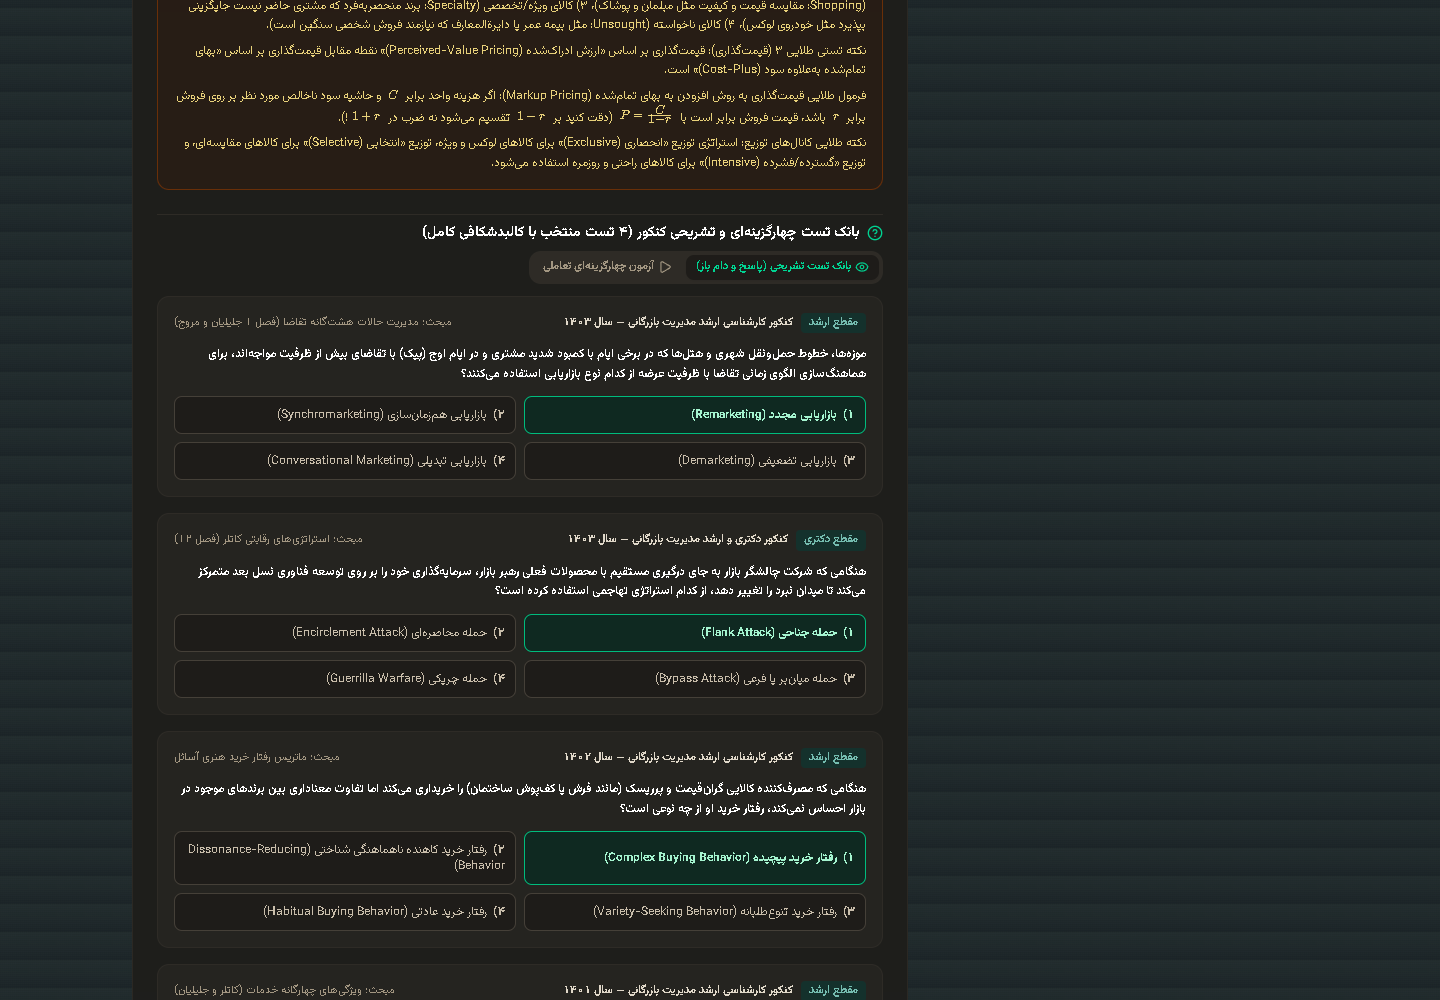 (Shopping: مقایسه قیمت و کیفیت مثل مبلمان و پوشاک)، ۳) کالای ویژه/تخصصی (Specialty: برند منحصربه‌فرد که مشتری حاضر نیست جایگزینی
بپذیرد مثل خودروی لوکس)، ۴) کالای ناخواسته (Unsought: مثل بیمه عمر یا دایرةالمعارف که نیازمند فروش شخصی سنگین است).
نکته تستی طلایی ۳ (قیمت‌گذاری): قیمت‌گذاری بر اساس «ارزش ادراک‌شده (Perceived-Value Pricing)» نقطه مقابل قیمت‌گذاری بر اساس «بهای
تمام‌شده به‌علاوه سود (Cost-Plus)» است.
فرمول طلایی قیمت‌گذاری به روش افزودن به بهای تمام‌شده (Markup Pricing): اگر هزینه واحد برابر C و حاشیه سود ناخالص مورد نظر بر روی فروش
برابر r باشد، قیمت فروش برابر است با P = C/(1−r) (دقت کنید بر 1 − r تقسیم می‌شود نه ضرب در 1 + r !).
نکته طلایی کانال‌های توزیع: استراتژی توزیع «انحصاری (Exclusive)» برای کالاهای لوکس و ویژه، توزیع «انتخابی (Selective)» برای کالاهای مقایسه‌ای، و
توزیع «گسترده/فشرده (Intensive)» برای کالاهای راحتی و روزمره استفاده می‌شود.
بانک تست چهارگزینه‌ای و تشریحی کنکور (۴ تست منتخب با کالبدشکافی کامل)
بانک تست تشریحی (پاسخ و دام باز)
آزمون چهارگزینه‌ای تعاملی
مقطع ارشد کنکور کارشناسی ارشد مدیریت بازرگانی – سال ۱۴۰۳
مبحث: مدیریت حالات هشت‌گانه تقاضا (فصل ۱ جلیلیان و مروج)
موزه‌ها، خطوط حمل‌ونقل شهری و هتل‌ها که در برخی ایام با کمبود شدید مشتری و در ایام اوج (پیک) با تقاضای بیش از ظرفیت مواجه‌اند، برای
هماهنگ‌سازی الگوی زمانی تقاضا با ظرفیت عرضه از کدام نوع بازاریابی استفاده می‌کنند؟
۱) بازاریابی مجدد (Remarketing)
۲) بازاریابی هم‌زمان‌سازی (Synchromarketing)
۳) بازاریابی تضعیفی (Demarketing)
۴) بازاریابی تبدیلی (Conversational Marketing)
مقطع دکتری کنکور دکتری و ارشد مدیریت بازرگانی – سال ۱۴۰۳
مبحث: استراتژی‌های رقابتی کاتلر (فصل ۱۲)
هنگامی که شرکت چالشگر بازار به جای درگیری مستقیم با محصولات فعلی رهبر بازار، سرمایه‌گذاری خود را بر روی توسعه فناوری نسل بعد متمرکز
می‌کند تا میدان نبرد را تغییر دهد، از کدام استراتژی تهاجمی استفاده کرده است؟
۱) حمله جناحی (Flank Attack)
۲) حمله محاصره‌ای (Encirclement Attack)
۳) حمله میان‌بر یا فرعی (Bypass Attack)
۴) حمله چریکی (Guerrilla Warfare)
مقطع ارشد کنکور کارشناسی ارشد مدیریت بازرگانی – سال ۱۴۰۲
مبحث: ماتریس رفتار خرید هنری آسائل
هنگامی که مصرف‌کننده کالایی گران‌قیمت و پرریسک (مانند فرش یا کف‌پوش ساختمان) را خریداری می‌کند اما تفاوت معناداری بین برندهای موجود در
بازار احساس نمی‌کند، رفتار خرید او از چه نوعی است؟
۱) رفتار خرید پیچیده (Complex Buying Behavior)
۲) رفتار خرید کاهنده ناهماهنگی شناختی (Dissonance-Reducing
Behavior)
۳) رفتار خرید تنوع‌طلبانه (Variety-Seeking Behavior)
۴) رفتار خرید عادتی (Habitual Buying Behavior)
مقطع ارشد کنکور کارشناسی ارشد مدیریت بازرگانی – سال ۱۴۰۱
مبحث: ویژگی‌های چهارگانه خدمات (کاتلر و جلیلیان)